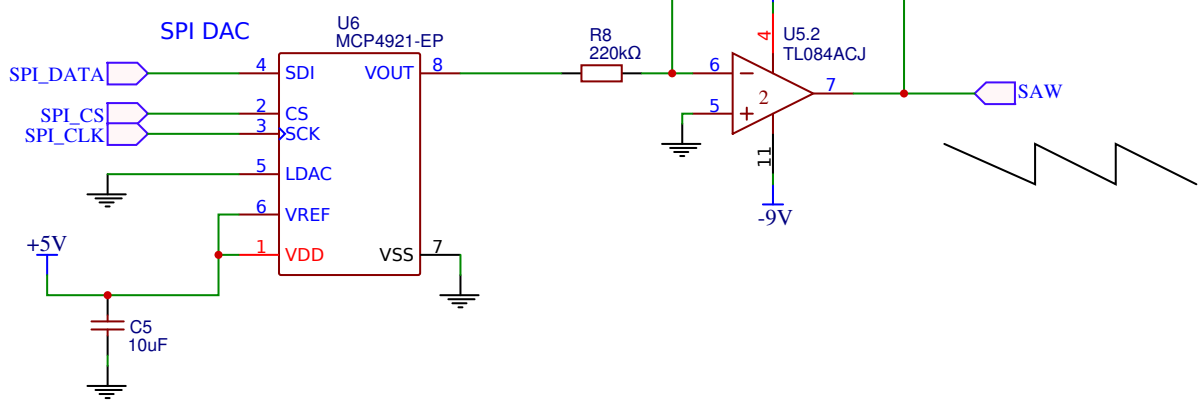 SPI DAC
U6
MCP4921-EP
R8
220kΩ
U5.2
TL084ACJ
4
SPI_DATA
4
SDI
VOUT
8
6
2
7
SAW
SPI_CS
2
CS
5
SPI_CLK
3
SCK
11
5
LDAC
6
VREF
-9V
+5V
1
VDD
VSS
7
C5
10uF